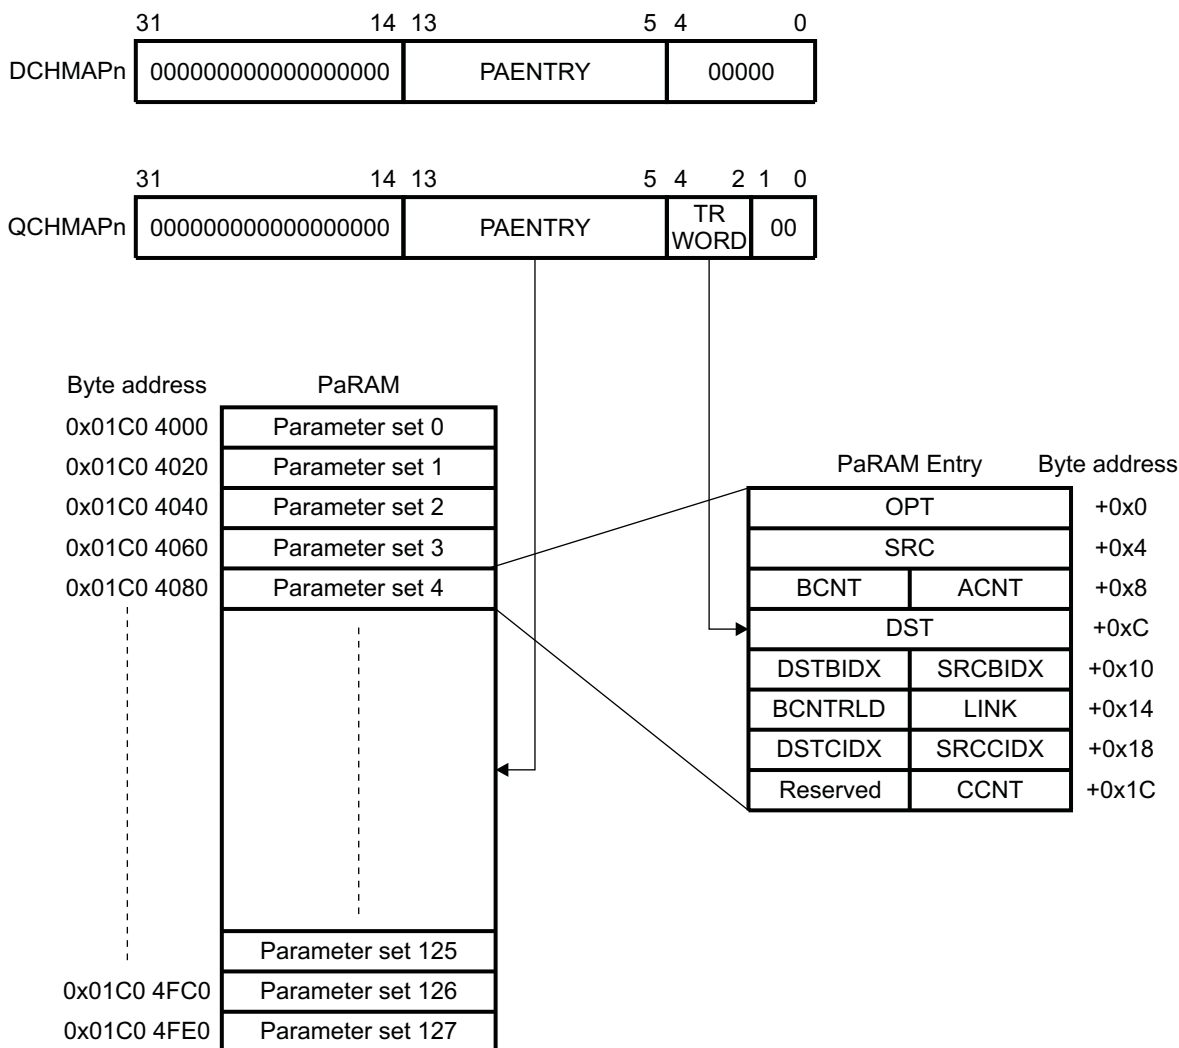 31 14 13 5 4 0
DCHMAPn 000000000000000000 PAENTRY 00000
31 14 13 5 4 2 1 0
QCHMAPn 000000000000000000 PAENTRY TR WORD 00
Byte address PaRAM
0x01C0 4000 Parameter set 0
0x01C0 4020 Parameter set 1
0x01C0 4040 Parameter set 2
0x01C0 4060 Parameter set 3
0x01C0 4080 Parameter set 4
Parameter set 125
0x01C0 4FC0 Parameter set 126
0x01C0 4FE0 Parameter set 127
PaRAM Entry Byte address
OPT +0x0
SRC +0x4
BCNT ACNT +0x8
DST +0xC
DSTBIDX SRCBIDX +0x10
BCNTRLD LINK +0x14
DSTCIDX SRCCIDX +0x18
Reserved CCNT +0x1C